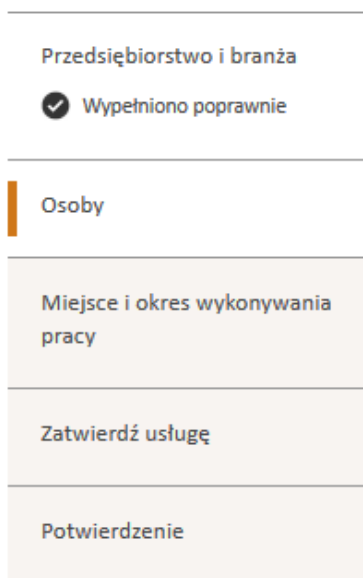 Przedsiębiorstwo i branża
Wypełniono poprawnie
Osoby
Miejsce i okres wykonywania
pracy
Zatwierdź usługę
Potwierdzenie